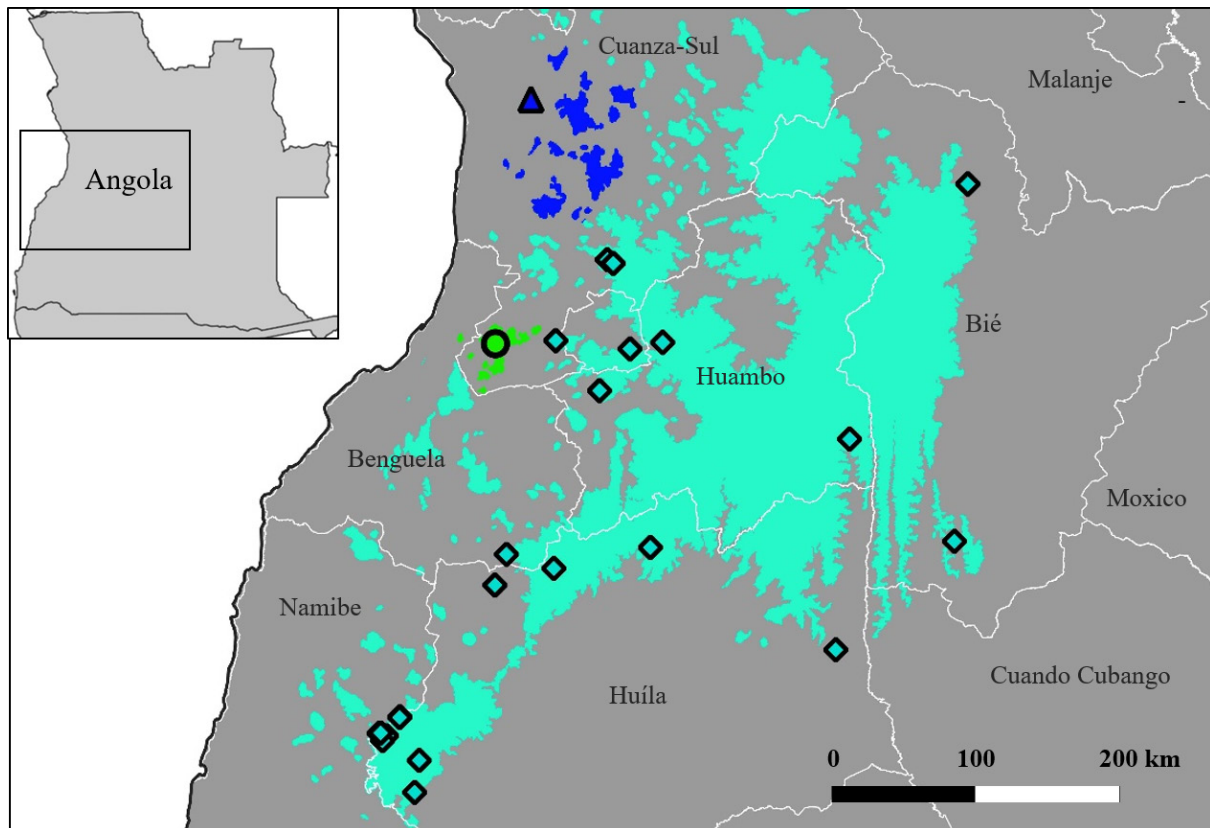 Cuanza-Sul
Malanje
-
Angola
Bié
Huambo
Benguela
Moxico
Namibe
Huíla
Cuando Cubango
0 100 200 km